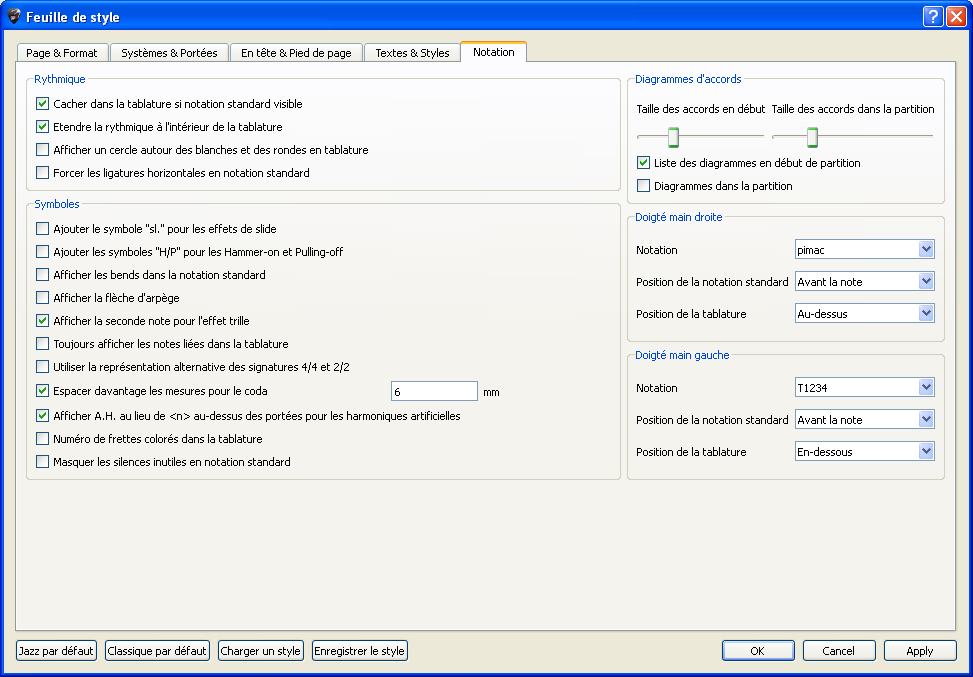 Feuille de style
Page & Format
Systèmes & Portées
En tête & Pied de page
Textes & Styles
Notation
Rythmique
Cacher dans la tablature si notation standard visible
Etendre la rythmique à l'intérieur de la tablature
Afficher un cercle autour des blanches et des rondes en tablature
Forcer les ligatures horizontales en notation standard
Symboles
Ajouter le symbole "sl." pour les effets de slide
Ajouter les symboles "H/P" pour les Hammer-on et Pulling-off
Afficher les bends dans la notation standard
Afficher la flèche d'arpège
Afficher la seconde note pour l'effet trille
Toujours afficher les notes liées dans la tablature
Utiliser la représentation alternative des signatures 4/4 et 2/2
Espacer davantage les mesures pour le coda 6 mm
Afficher A.H. au lieu de <n> au-dessus des portées pour les harmoniques artificielles
Numéro de frettes colorés dans la tablature
Masquer les silences inutiles en notation standard
Diagrammes d'accords
Taille des accords en début Taille des accords dans la partition
Liste des diagrammes en début de partition
Diagrammes dans la partition
Doigté main droite
Notation pimac
Position de la notation standard Avant la note
Position de la tablature Au-dessus
Doigté main gauche
Notation T1234
Position de la notation standard Avant la note
Position de la tablature En-dessous
Jazz par défaut
Classique par défaut
Charger un style
Enregistrer le style
OK
Cancel
Apply